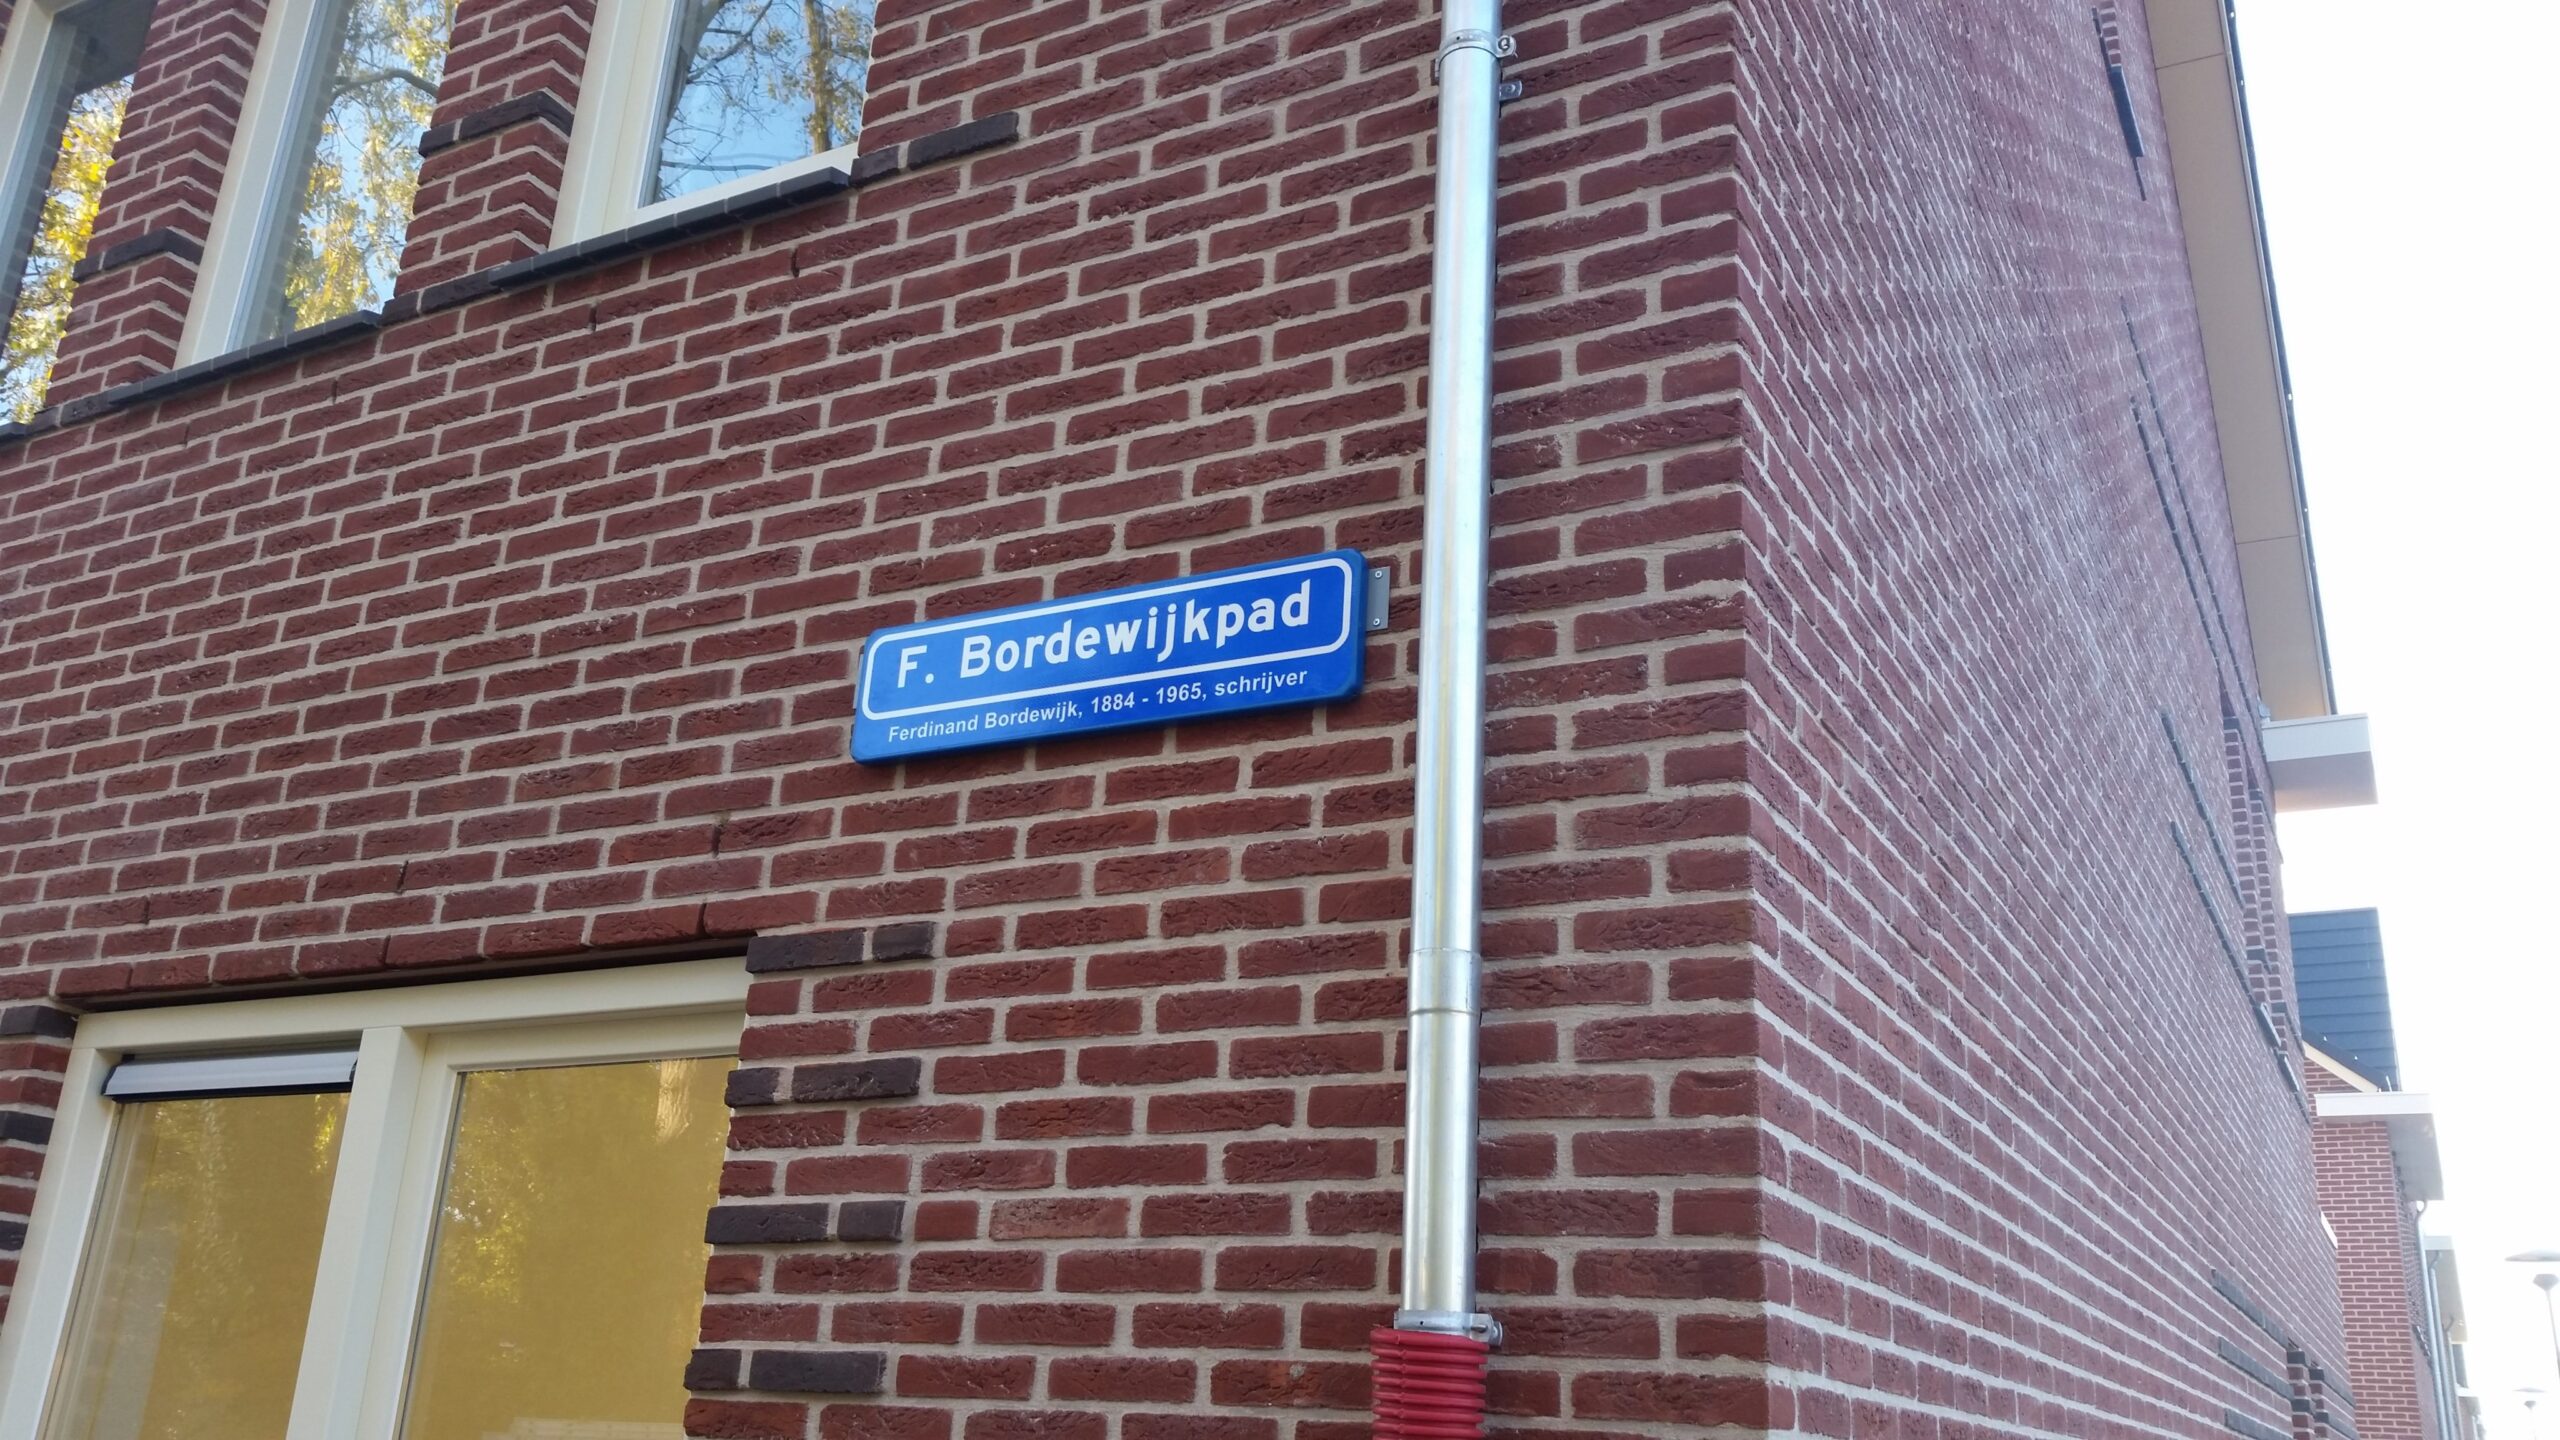 F. Bordewijkpad
Ferdinand Bordewijk, 1884 - 1965, schrijver